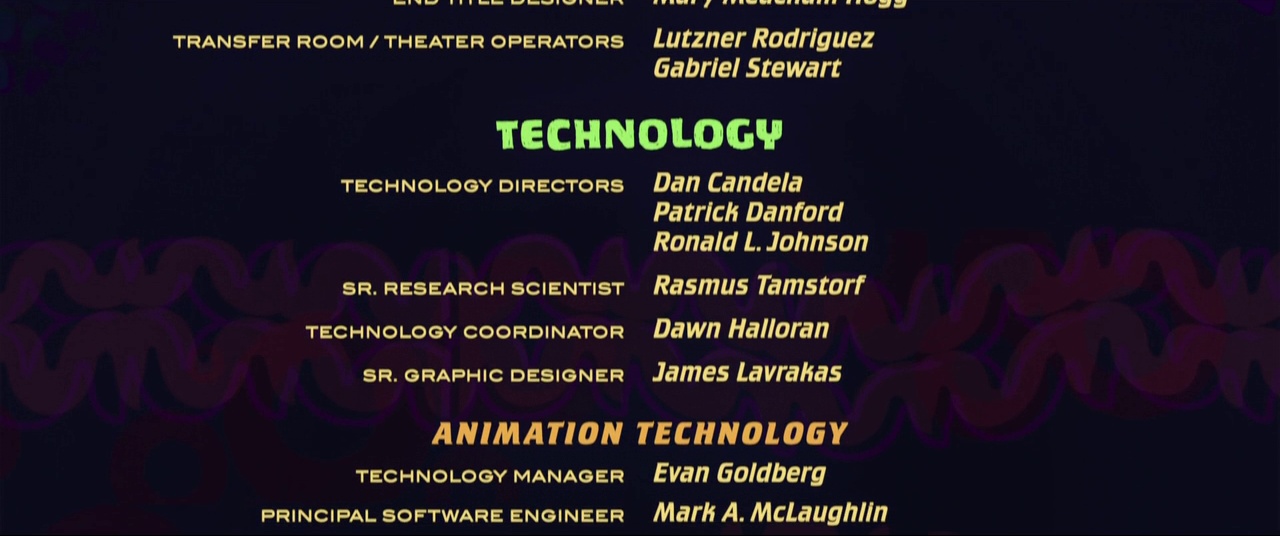 TRANSFER ROOM / THEATER OPERATORS Lutzner Rodriguez
Gabriel Stewart
TECHNOLOGY
TECHNOLOGY DIRECTORS Dan Candela
Patrick Danford
Ronald L. Johnson
SR. RESEARCH SCIENTIST Rasmus Tamstorf
TECHNOLOGY COORDINATOR Dawn Halloran
SR. GRAPHIC DESIGNER James Lavrakas
ANIMATION TECHNOLOGY
TECHNOLOGY MANAGER Evan Goldberg
PRINCIPAL SOFTWARE ENGINEER Mark A. McLaughlin